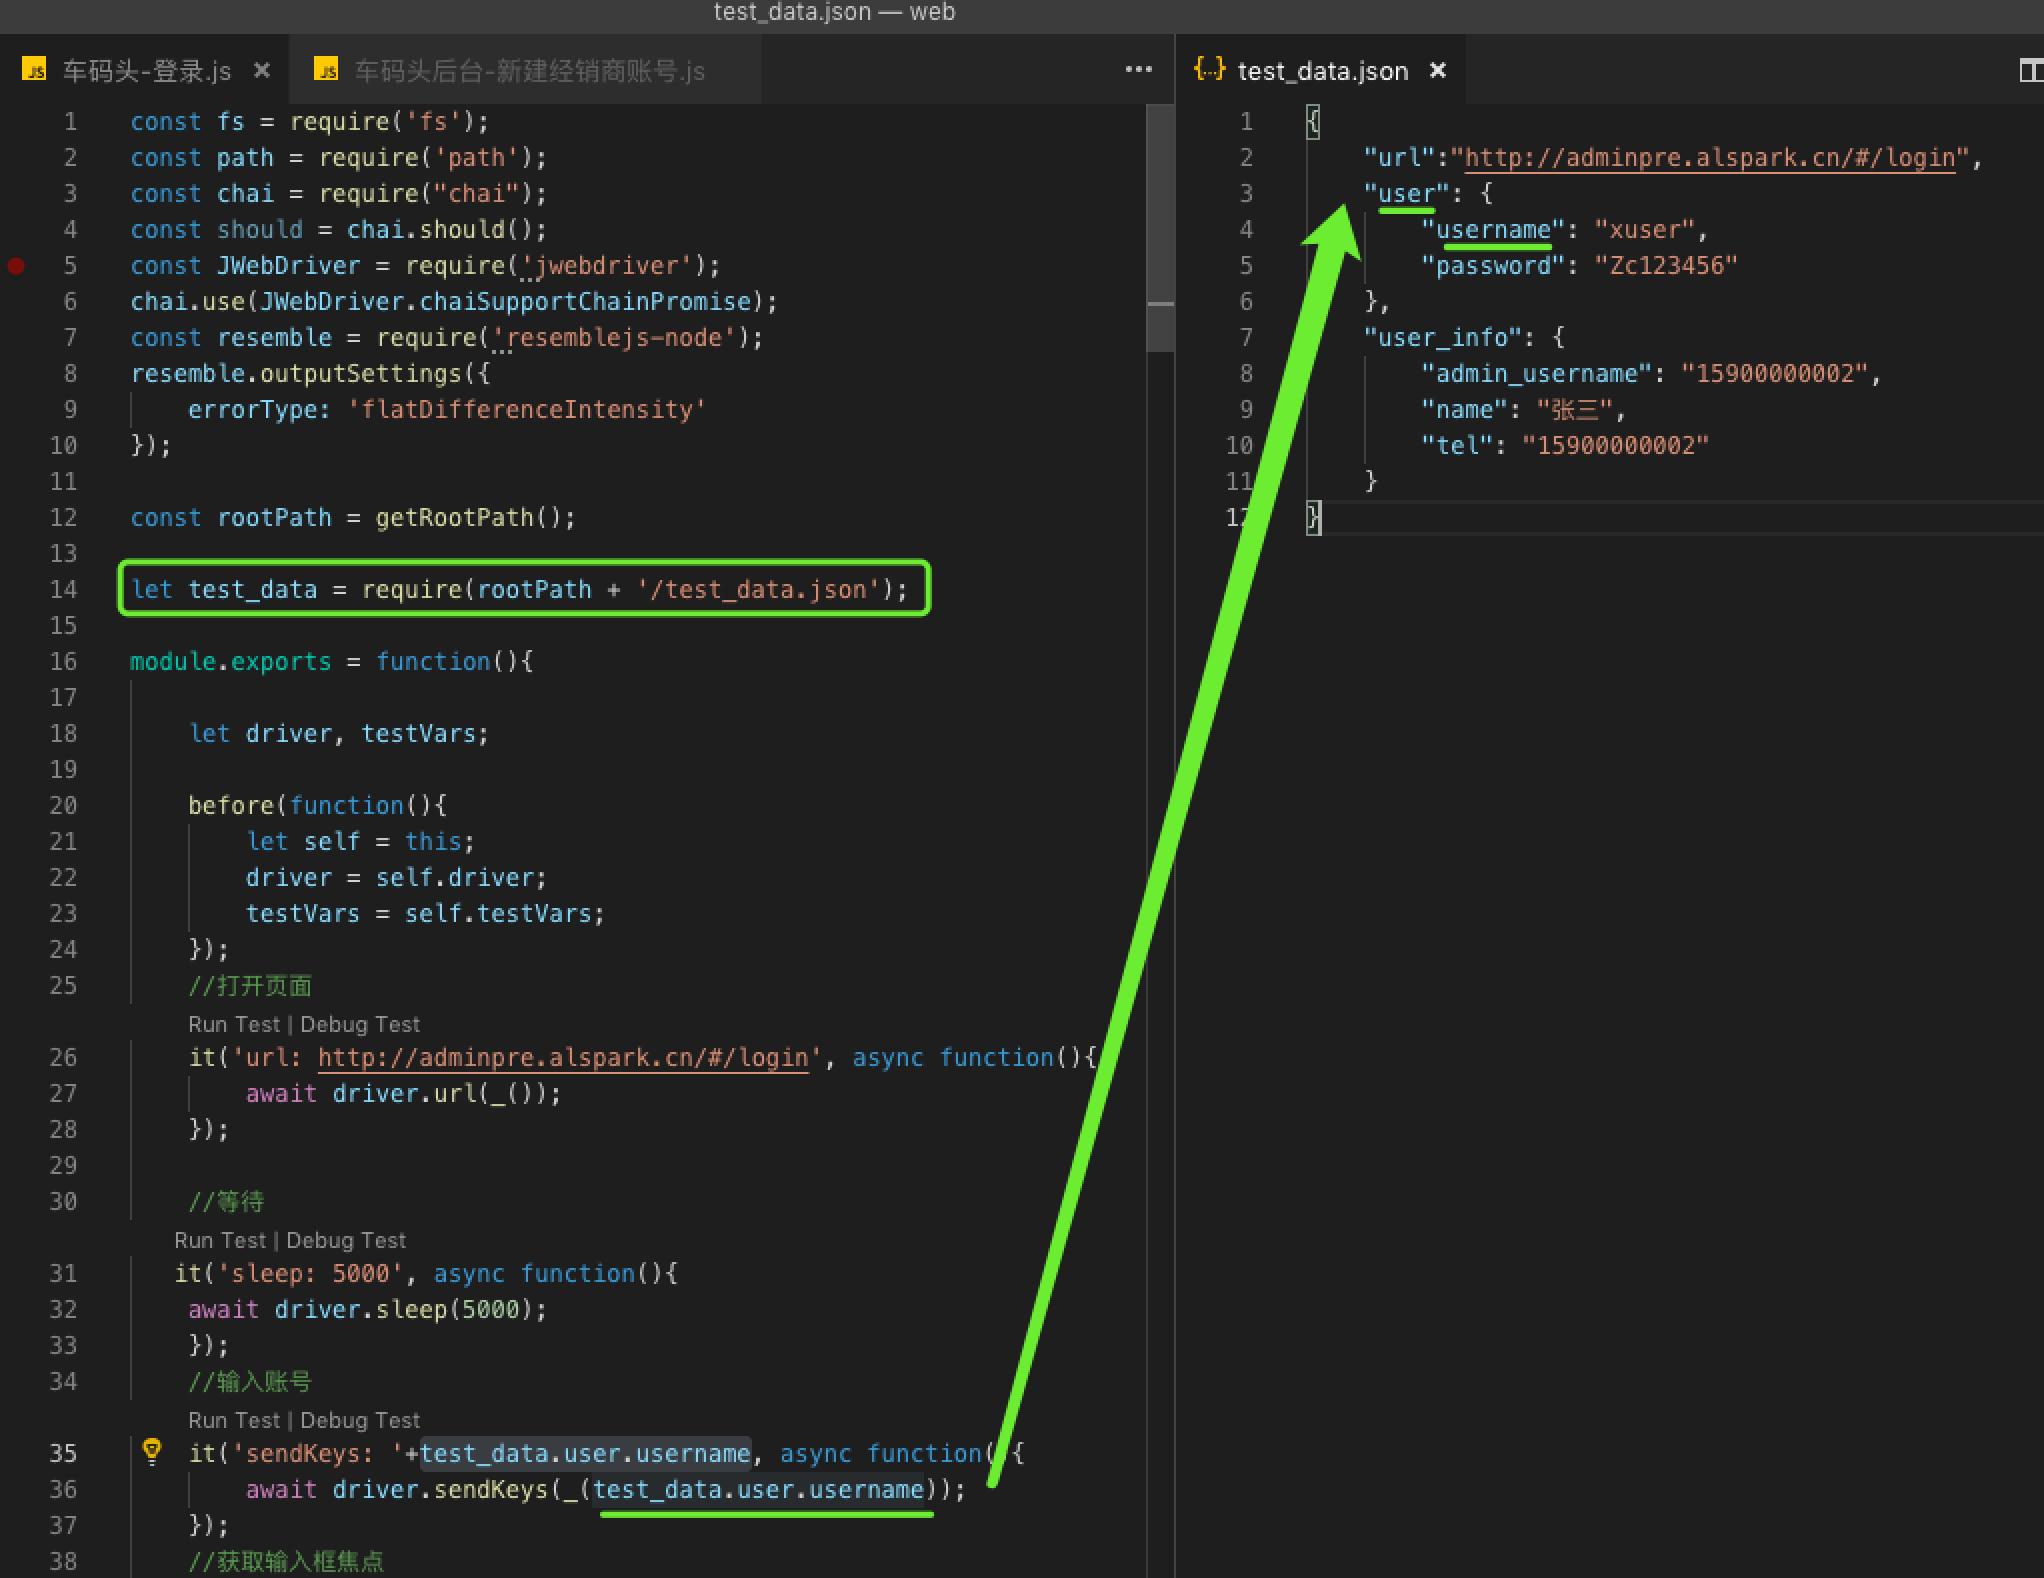 test_data.json — web
车码头-登录.js
车码头后台-新建经销商账号.js
1 const fs = require('fs');
2 const path = require('path');
3 const chai = require("chai");
4 const should = chai.should();
5 const JWebDriver = require('jwebdriver');
6 chai.use(JWebDriver.chaiSupportChainPromise);
7 const resemble = require('resemblejs-node');
8 resemble.outputSettings({
9 errorType: 'flatDifferenceIntensity'
10 });
11
12 const rootPath = getRootPath();
13
14 let test_data = require(rootPath + '/test_data.json');
15
16 module.exports = function(){
17
18 let driver, testVars;
19
20 before(function(){
21 let self = this;
22 driver = self.driver;
23 testVars = self.testVars;
24 });
25 //打开页面
Run Test | Debug Test
26 it('url: http://adminpre.alspark.cn/#/login', async function(){
27 await driver.url(_());
28 });
29
30 //等待
Run Test | Debug Test
31 it('sleep: 5000', async function(){
32 await driver.sleep(5000);
33 });
34 //输入账号
Run Test | Debug Test
35 it('sendKeys: '+test_data.user.username, async function(){
36 await driver.sendKeys(_(test_data.user.username));
37 });
38 //获取输入框焦点
{..} test_data.json
1 {
2 "url":"http://adminpre.alspark.cn/#/login",
3 "user": {
4 "username": "xuser",
5 "password": "Zc123456"
6 },
7 "user_info": {
8 "admin_username": "15900000002",
9 "name": "张三",
10 "tel": "15900000002"
11 }
12 }